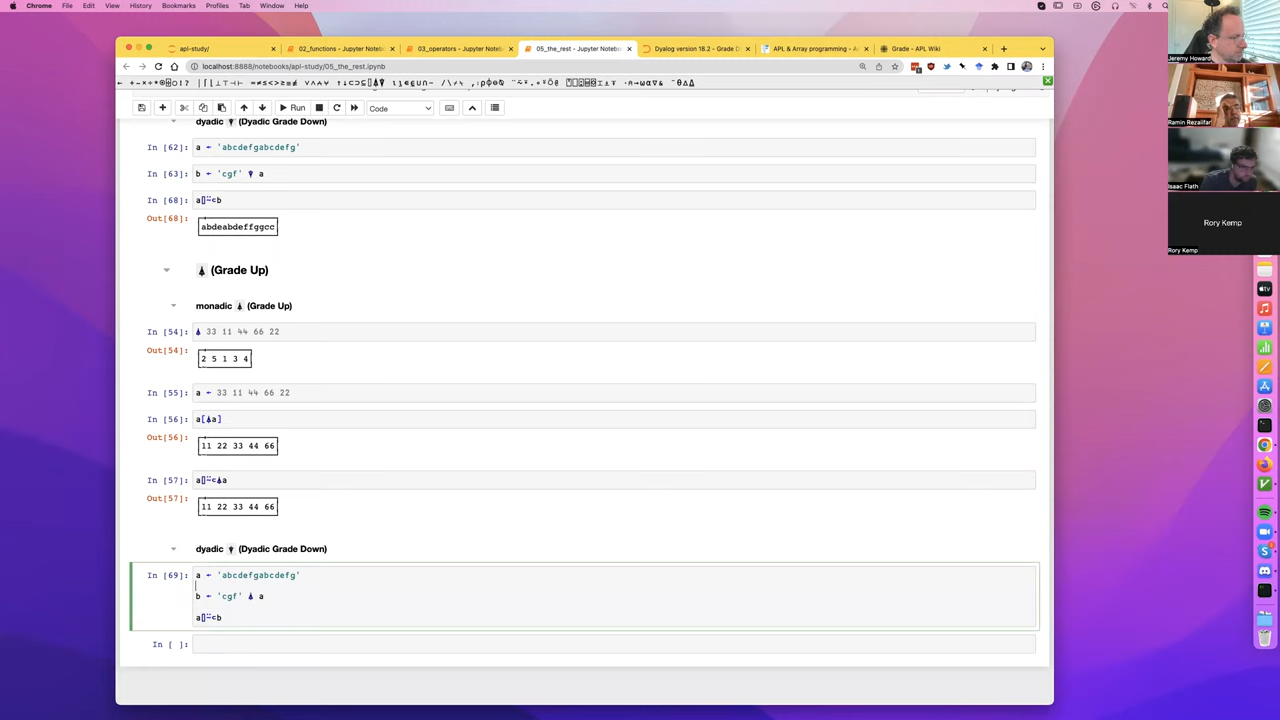 Chrome File Edit View History Bookmarks Profiles Tab Window Help
apl-study/
02_functions - Jupyter Notebo
03_operators - Jupyter Notebo
05_the_rest - Jupyter Notebo
Dyalog version 18.2 - Grade D
APL & Array programming - A
Grade - APL Wiki
localhost:8888/notebooks/apl-study/05_the_rest.ipynb
Run
Code
dyadic ⍒ (Dyadic Grade Down)
In [62]: a ← 'abcdefgabcdefg'
In [63]: b ← 'cgf' ⍒ a
In [68]: a⌷⍨⊂b
Out[68]: abdeabdeffggcc
⍋ (Grade Up)
monadic ⍋ (Grade Up)
In [54]: ⍋ 33 11 44 66 22
Out[54]: 2 5 1 3 4
In [55]: a ← 33 11 44 66 22
In [56]: a[⍋a]
Out[56]: 11 22 33 44 66
In [57]: a⌷⍨⊂⍋a
Out[57]: 11 22 33 44 66
dyadic ⍒ (Dyadic Grade Down)
In [69]: a ← 'abcdefgabcdefg'
b ← 'cgf' ⍋ a
a⌷⍨⊂b
In [ ]:
Jeremy Howard
Ramin Rezaiifar
Isaac Flath
Rory Kemp
Rory Kemp